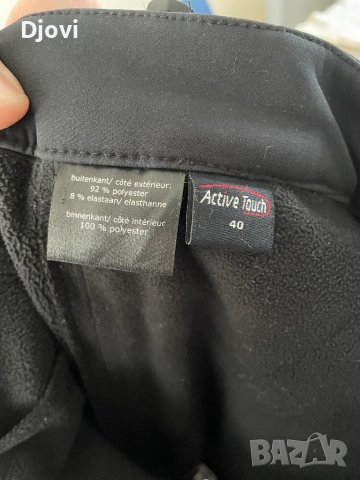 Djovi
buitenkant/ côté extérieur:
92 % polyester
8 % elastaan/ elasthanne
binnenkant/ côté intérieur
100 % polyester
Active Touch
40
BAZAR